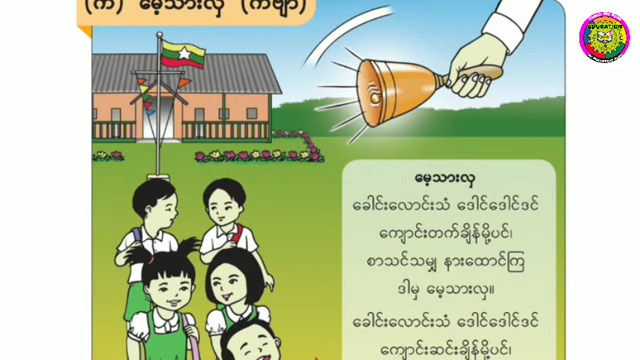 (က) မေ့သားလှ (ကဗျာ)
EDUCATION
မေ့သားလှ
ခေါင်းလောင်းသံ ဒေါင်ဒေါင်ဒင်
ကျောင်းတက်ချိန်မို့ပင်၊
စာသင်သမျှ နားထောင်ကြ
ဒါမှ မေ့သားလှ။
ခေါင်းလောင်းသံ ဒေါင်ဒေါင်ဒင်
ကျောင်းဆင်းချိန်မို့ပင်၊